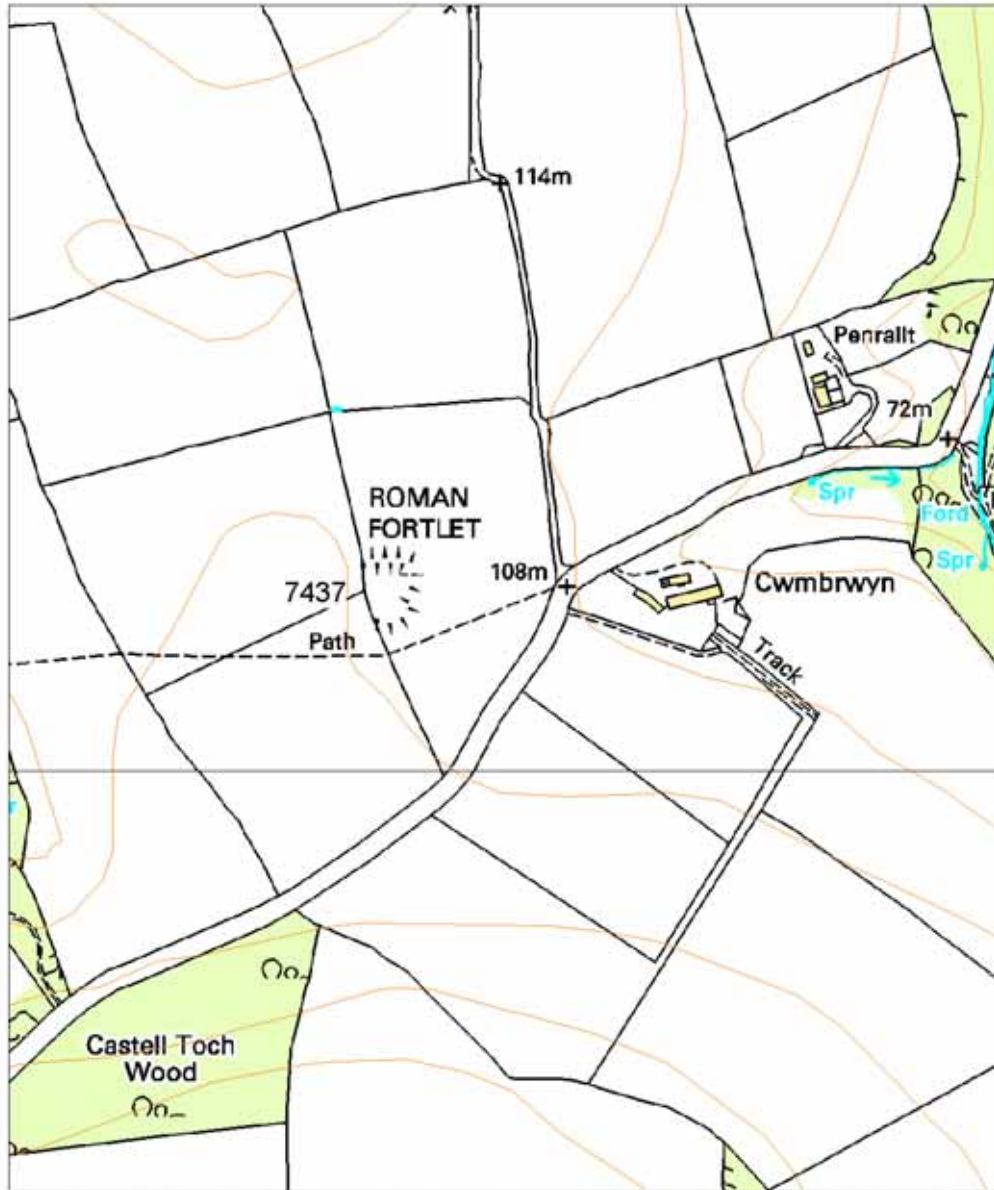 114m
Penrallt
72m
ROMAN
FORTLET
Spr
Ford
Spr
108m
7437
Cwmbrwyn
Path
Track
Castell Toch
Wood